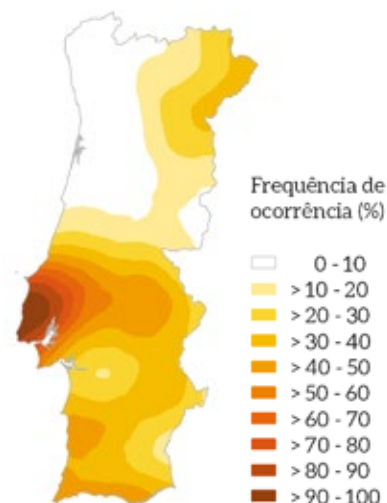 Frequência de
ocorrência (%)
0 - 10
> 10 - 20
> 20 - 30
> 30 - 40
> 40 - 50
> 50 - 60
> 60 - 70
> 70 - 80
> 80 - 90
> 90 - 100